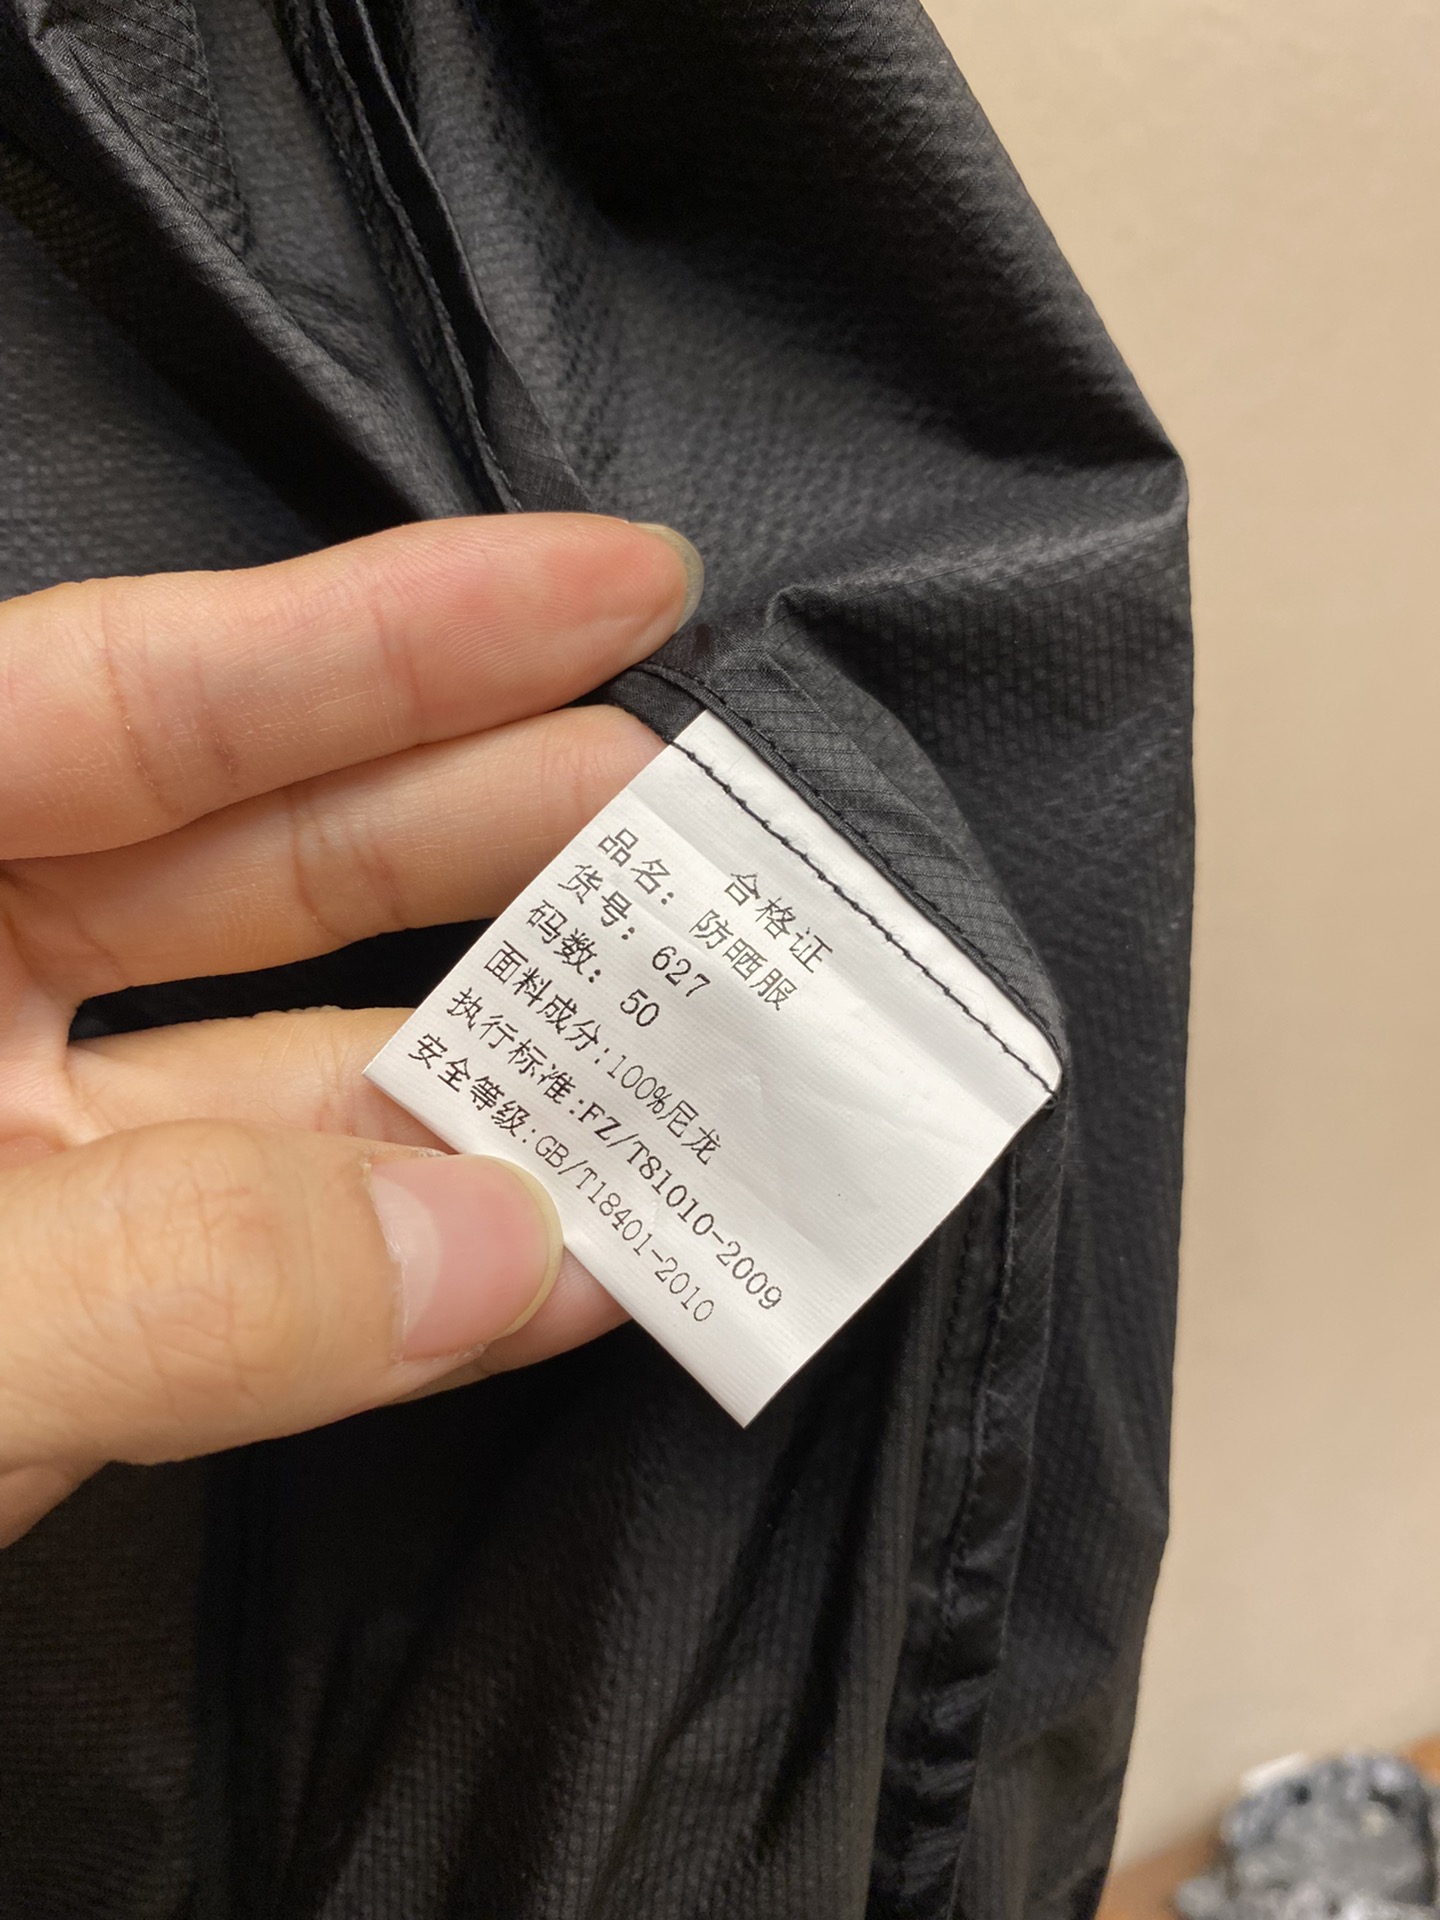 合格证
品名：防晒服
货号：627
码数：50
面料成分:100%尼龙
执行标准:FZ/T81010-2009
安全等级:GB/T18401-2010